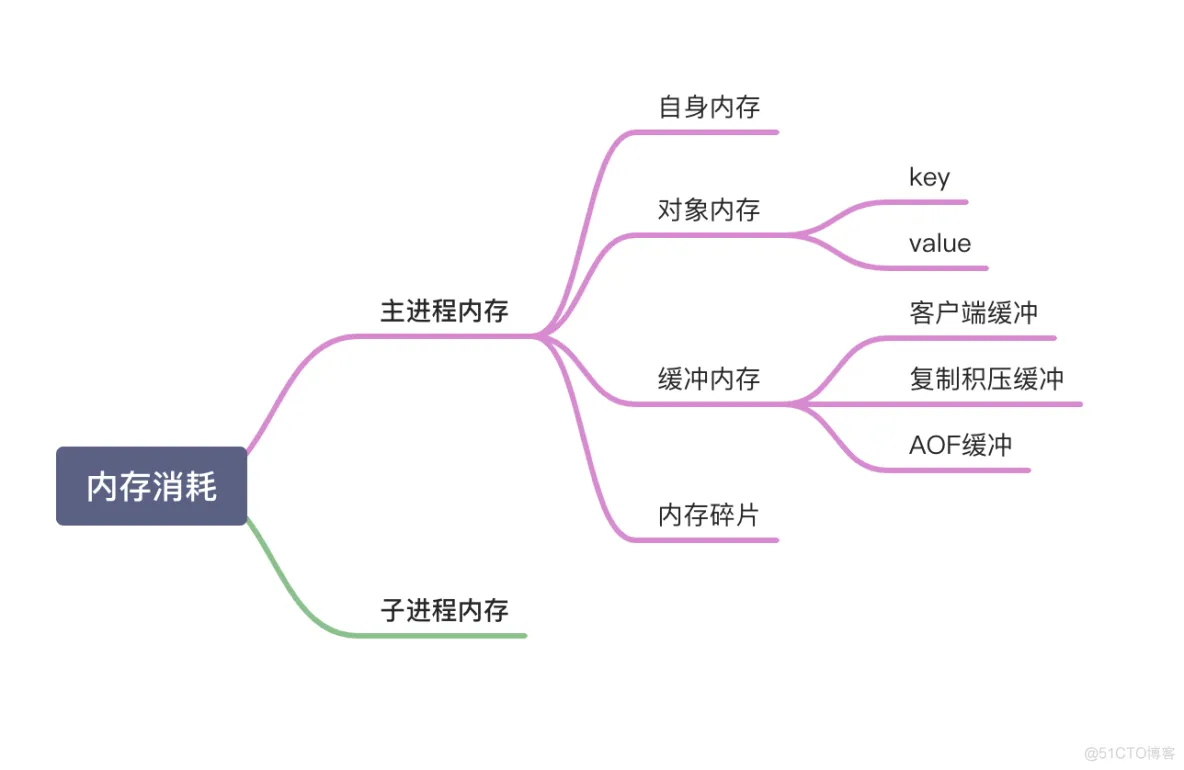 自身内存
key
对象内存
value
主进程内存
客户端缓冲
缓冲内存
复制积压缓冲
AOF缓冲
内存消耗
内存碎片
子进程内存
@51CTO博客